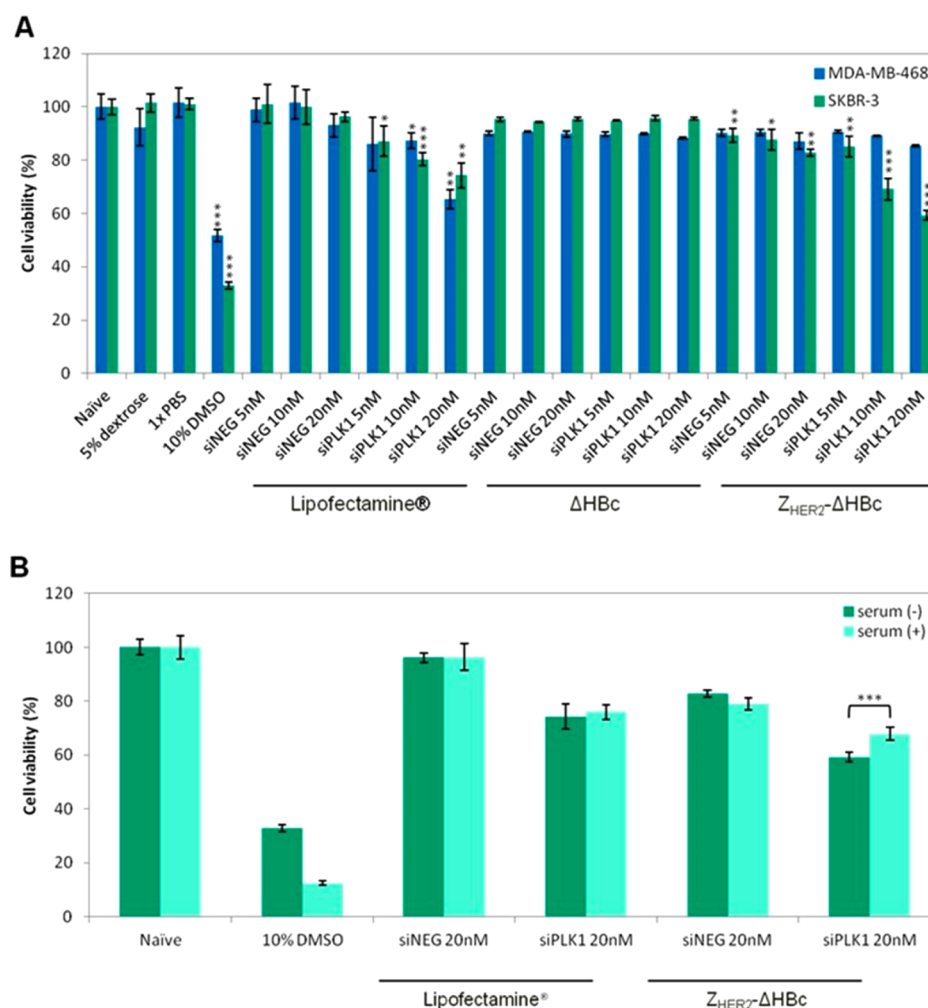 A
120
100
80
60
40
20
0
Cell viability (%)
MDA-MB-468
SKBR-3
***
***
*
*
***
**
**
**
*
**
**
***
***
Naïve
5% dextrose
1x PBS
10% DMSO
siNEG 5nM
siNEG 10nM
siNEG 20nM
siPLK1 5nM
siPLK1 10nM
siPLK1 20nM
siNEG 5nM
siNEG 10nM
siNEG 20nM
siPLK1 5nM
siPLK1 10nM
siPLK1 20nM
siNEG 5nM
siNEG 10nM
siNEG 20nM
siPLK1 5nM
siPLK1 10nM
siPLK1 20nM
Lipofectamine®
ΔHBc
ZHER2-ΔHBc
B
120
100
80
60
40
20
0
Cell viability (%)
serum (-)
serum (+)
***
Naïve
10% DMSO
siNEG 20nM
siPLK1 20nM
siNEG 20nM
siPLK1 20nM
Lipofectamine®
ZHER2-ΔHBc